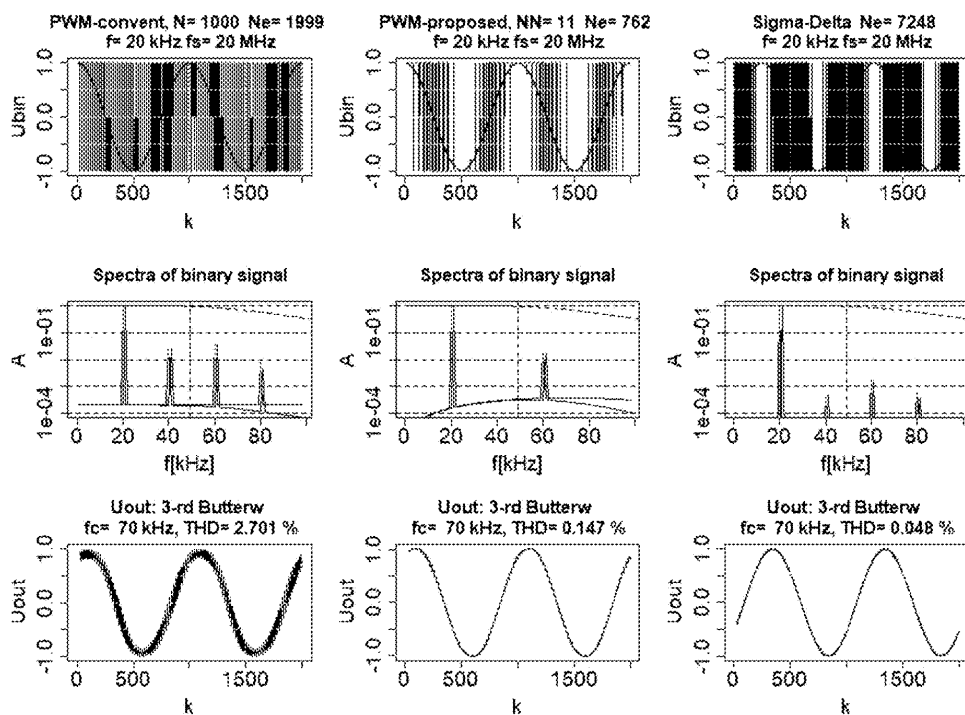 PWM-convent, N= 1000 Ne= 1999
f= 20 kHz fs= 20 MHz
Ubin
1.0
0.0
-1.0
0
500
1500
k
PWM-proposed, NN= 11 Ne= 762
f= 20 kHz fs= 20 MHz
Ubin
1.0
0.0
-1.0
0
500
1500
k
Sigma-Delta Ne= 7248
f= 20 kHz fs= 20 MHz
Ubin
1.0
0.0
-1.0
0
500
1500
k
Spectra of binary signal
A
1e-01
1e-04
0
20
40
60
80
f[kHz]
Spectra of binary signal
A
1e-01
1e-04
0
20
40
60
80
f[kHz]
Spectra of binary signal
A
1e-01
1e-04
0
20
40
60
80
f[kHz]
Uout: 3-rd Butterw
fc= 70 kHz, THD= 2.701 %
Uout
1.0
0.0
-1.0
0
500
1500
k
Uout: 3-rd Butterw
fc= 70 kHz, THD= 0.147 %
Uout
1.0
0.0
-1.0
0
500
1500
k
Uout: 3-rd Butterw
fc= 70 kHz, THD= 0.048 %
Uout
1.0
0.0
-1.0
0
500
1500
k